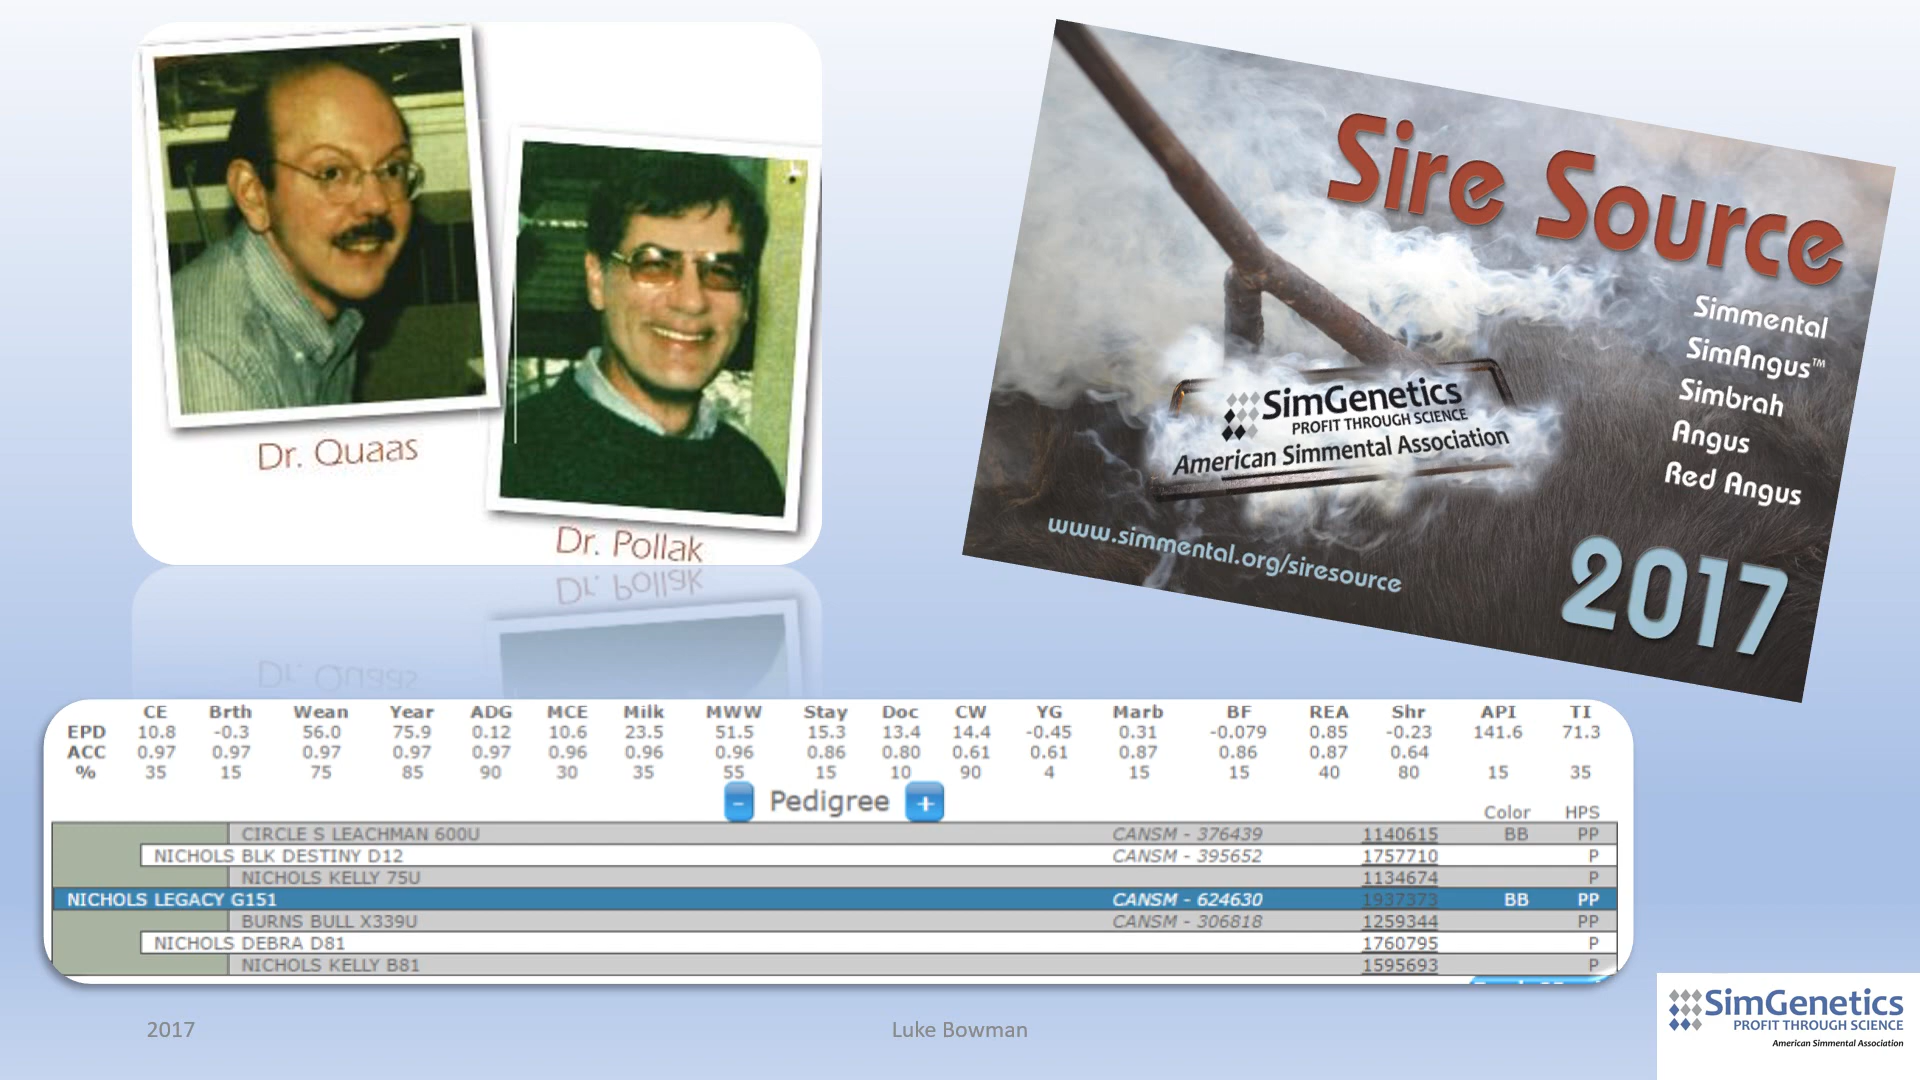 Dr. Quaas
Dr. Pollak
Sire Source
Simmental
SimAngus™
Simbrah
Angus
Red Angus
SimGenetics
PROFIT THROUGH SCIENCE
American Simmental Association
www.simmental.org/siresource
2017
CE Brth Wean Year ADG MCE Milk MWW Stay Doc CW YG Marb BF REA Shr API TI
EPD 10.8 -0.3 56.0 75.9 0.12 10.6 23.5 51.5 15.3 13.4 14.4 -0.45 0.31 -0.079 0.85 -0.23 141.6 71.3
ACC 0.97 0.97 0.97 0.97 0.97 0.96 0.96 0.96 0.86 0.80 0.61 0.61 0.87 0.86 0.87 0.64
% 35 15 75 85 90 30 35 55 15 10 90 4 15 15 40 80 15 35
- Pedigree +
Color HPS
CIRCLE S LEACHMAN 600U CANSM - 376439 1140615 BB PP
NICHOLS BLK DESTINY D12 CANSM - 395652 1757710 P
NICHOLS KELLY 75U 1134674 P
NICHOLS LEGACY G151 CANSM - 624630 1937373 BB PP
BURNS BULL X339U CANSM - 306818 1259344 PP
NICHOLS DEBRA D81 1760795 P
NICHOLS KELLY B81 1595693 P
2017
Luke Bowman
SimGenetics
PROFIT THROUGH SCIENCE
American Simmental Association